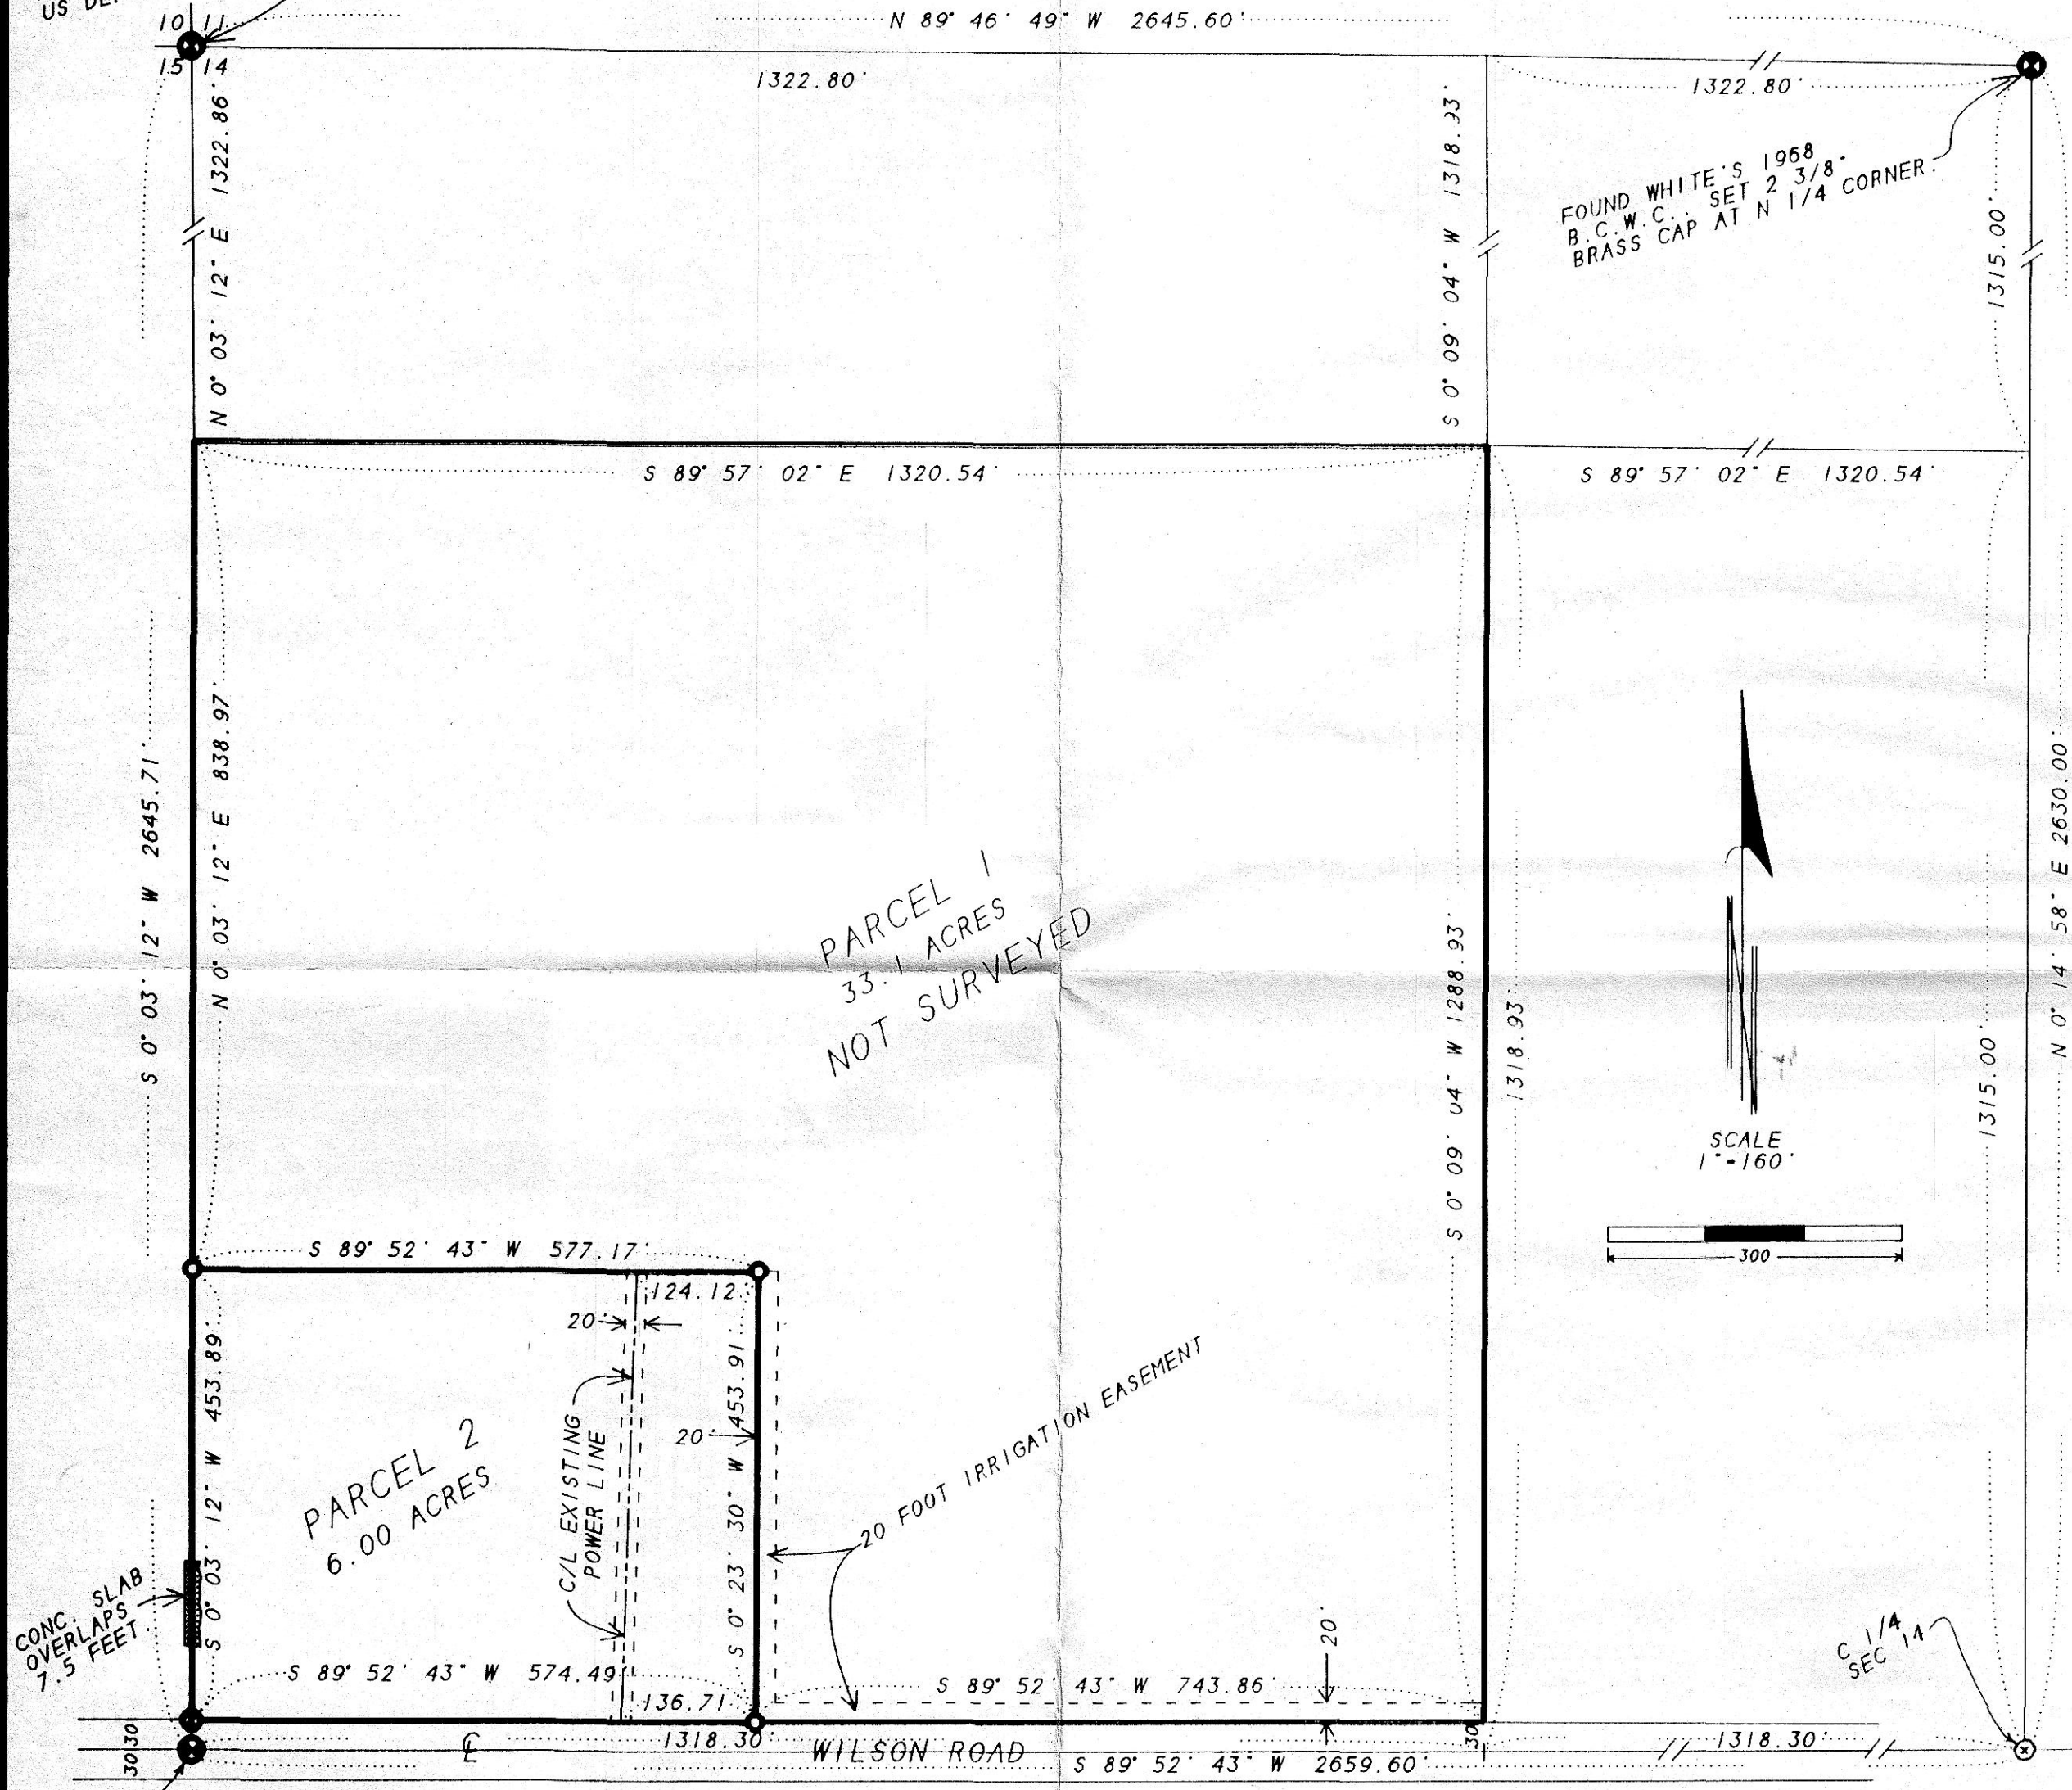 10 11
15 14
N 89° 46' 49" W 2645.60'
1322.80'
1322.80'
N 0° 03' 12" E 1322.86'
S 0° 09' 04" W 1318.93'
FOUND WHITE'S 1968
B.C.W.C., SET 2 3/8"
BRASS CAP AT N 1/4 CORNER.
1315.00'
S 89° 57' 02" E 1320.54'
S 89° 57' 02" E 1320.54'
S 0° 03' 12" W 2645.71'
N 0° 03' 12" E 838.97'
PARCEL 1
33.1 ACRES
NOT SURVEYED
S 0° 09' 04" W 1288.93'
1318.93'
1315.00'
N 0° 14' 58" E 2630.00'
SCALE
1"-160'
300
S 89° 52' 43" W 577.17'
124.12'
20'
S 0° 03' 12" W 453.89'
PARCEL 2
6.00 ACRES
C/L EXISTING
POWER LINE
S 0° 23' 30" W 453.91'
20'
20 FOOT IRRIGATION EASEMENT
CONC. SLAB
OVERLAPS
7.5 FEET.
S 89° 52' 43" W 574.49'
136.71'
S 89° 52' 43" W 743.86'
20'
C 1/4
SEC 14
30 30
1318.30'
WILSON ROAD
30
1318.30'
S 89° 52' 43" W 2659.60'